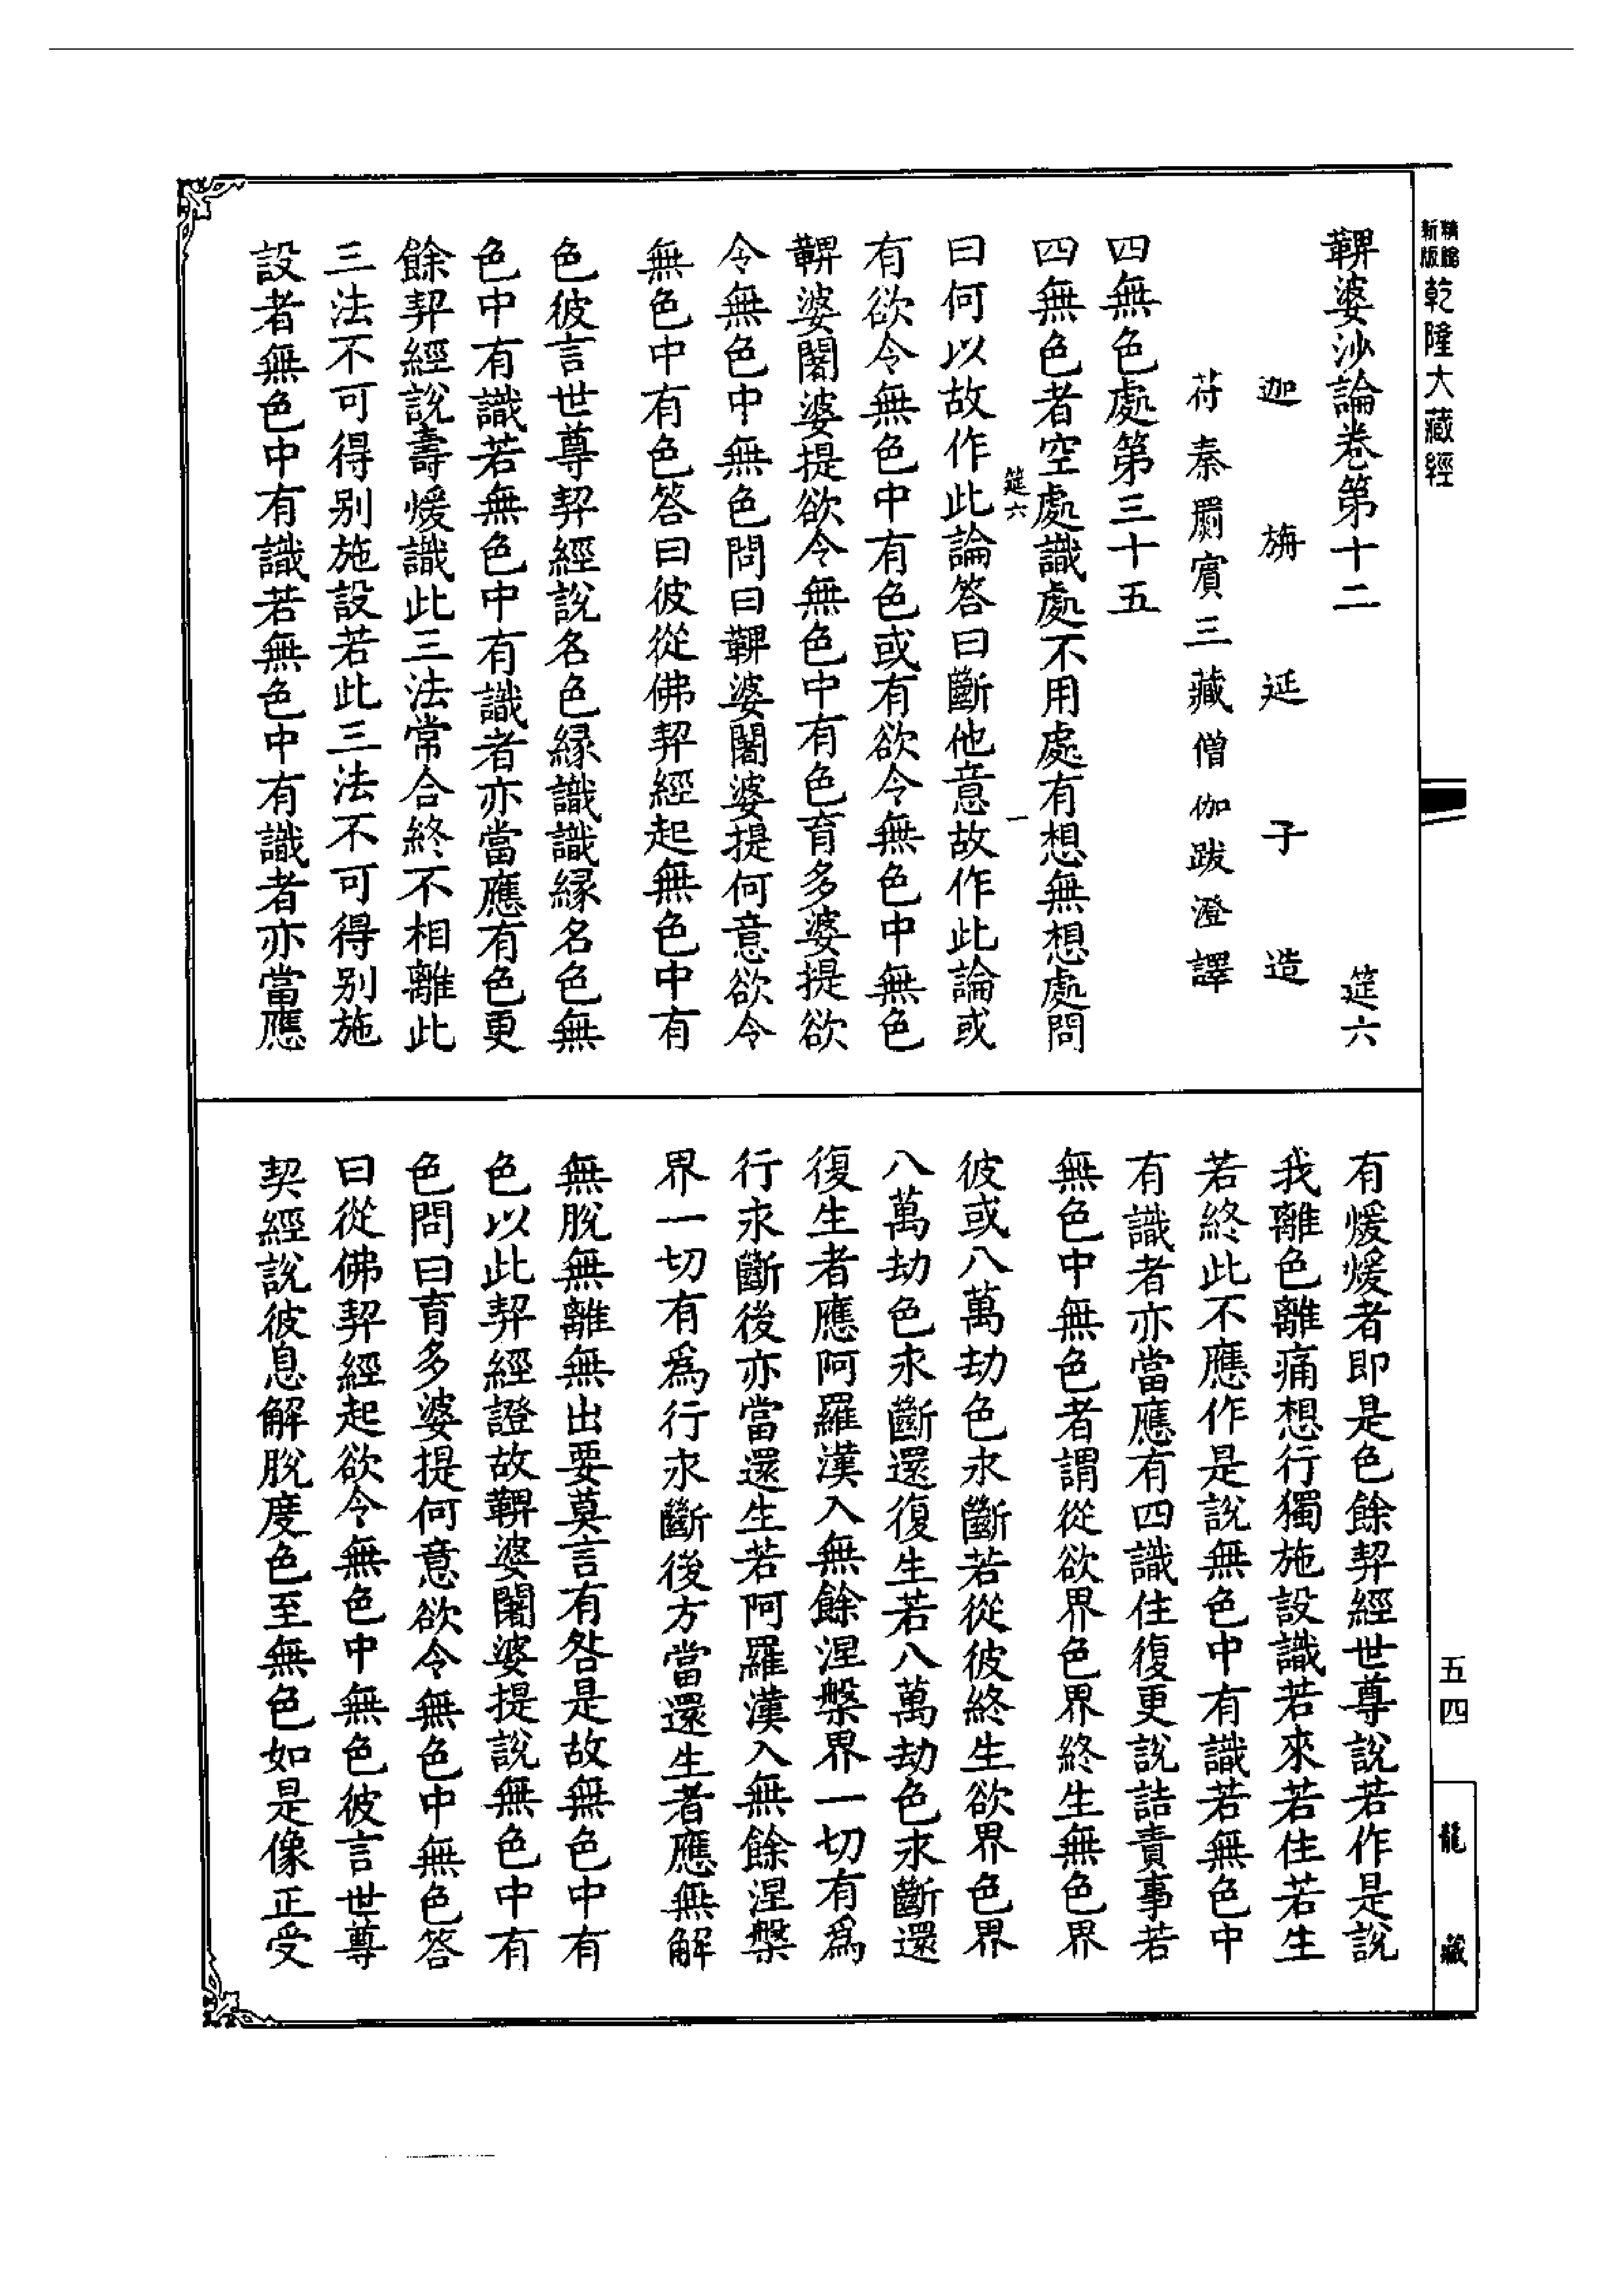 新版精縮乾隆大藏經
鞞婆沙論卷第十二 筵六
迦旃延子造
苻秦罽賓三藏僧伽跋澄譯
四無色處第三十五
四無色者空處識處不用處有想無想處問
筵六 一
曰何以故作此論答曰斷他意故作此論或
有欲令無色中有色或有欲令無色中無色
鞞婆闍婆提欲令無色中有色育多婆提欲
令無色中無色問曰鞞婆闍婆提何意欲令
無色中有色答曰彼從佛契經起無色中有
色彼言世尊契經說名色緣識識緣名色無
色中有識若無色中有識者亦當應有色更
餘契經說壽煖識此三法常合終不相離此
三法不可得別施設若此三法不可得別施
設者無色中有識若無色中有識者亦當應
有煖煖者即是色餘契經世尊說若作是說
我離色離痛想行獨施設識若來若住若生
若終此不應作是說無色中有識若無色中
有識者亦當應有四識住復更說詰責事若
無色中無色者謂從欲界色界終生無色界
彼或八萬劫色永斷若從彼終生欲界色界
八萬劫色永斷還復生若八萬劫色永斷還
復生者應阿羅漢入無餘涅槃界一切有爲
行永斷後亦當還生若阿羅漢入無餘涅槃
界一切有爲行永斷後方當還生者應無解
無脫無離無出要莫言有咎是故無色中有
色以此契經證故鞞婆闍婆提說無色中有
色問曰育多婆提何意欲令無色中無色答
曰從佛契經起欲令無色中無色彼言世尊
契經說彼息解脫度色至無色如是像正受
五四
龍藏